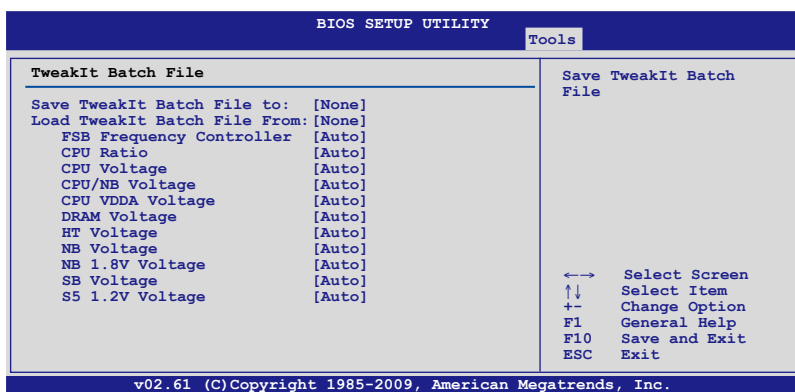 BIOS SETUP UTILITY
Tools
TweakIt Batch File
Save TweakIt Batch File to: [None]
Load TweakIt Batch File From: [None]
FSB Frequency Controller [Auto]
CPU Ratio [Auto]
CPU Voltage [Auto]
CPU/NB Voltage [Auto]
CPU VDDA Voltage [Auto]
DRAM Voltage [Auto]
HT Voltage [Auto]
NB Voltage [Auto]
NB 1.8V Voltage [Auto]
SB Voltage [Auto]
S5 1.2V Voltage [Auto]
Save TweakIt Batch
File
←→ Select Screen
↑↓ Select Item
+- Change Option
F1 General Help
F10 Save and Exit
ESC Exit
v02.61 (C)Copyright 1985-2009, American Megatrends, Inc.